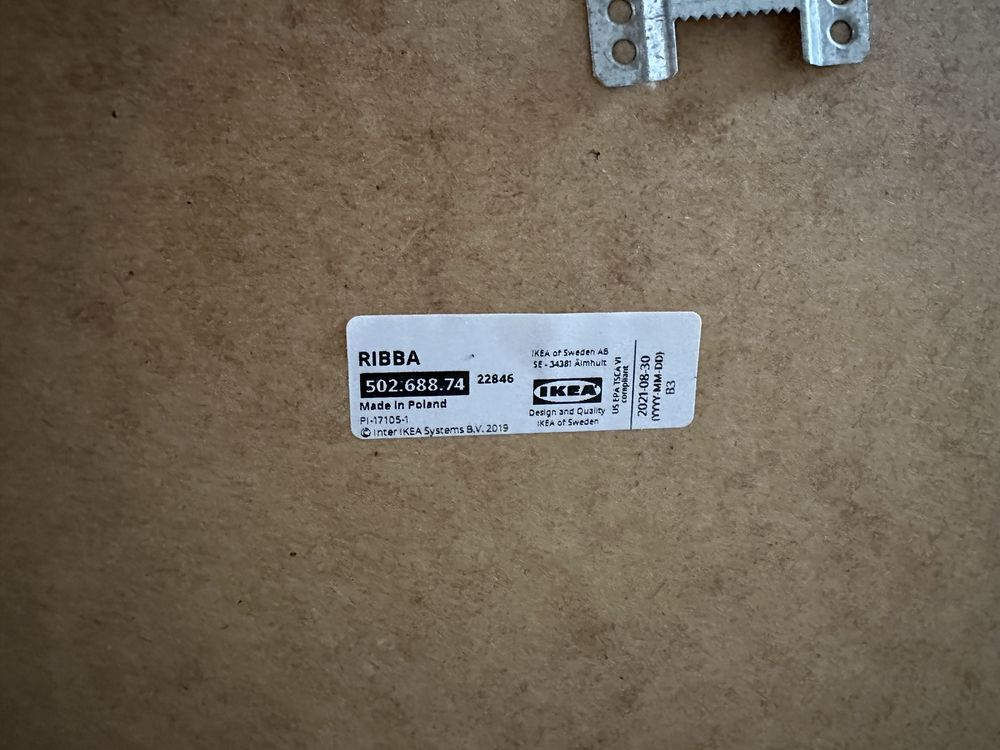 RIBBA
502.688.74 22846
Made in Poland
PI-17105-1
© Inter IKEA Systems B.V. 2019
IKEA of Sweden AB
SE - 34381 Älmhult
IKEA
Design and Quality
IKEA of Sweden
US EPA TSCA VI
compliant
2021-08-30
(YYYY-MM-DD)
B3